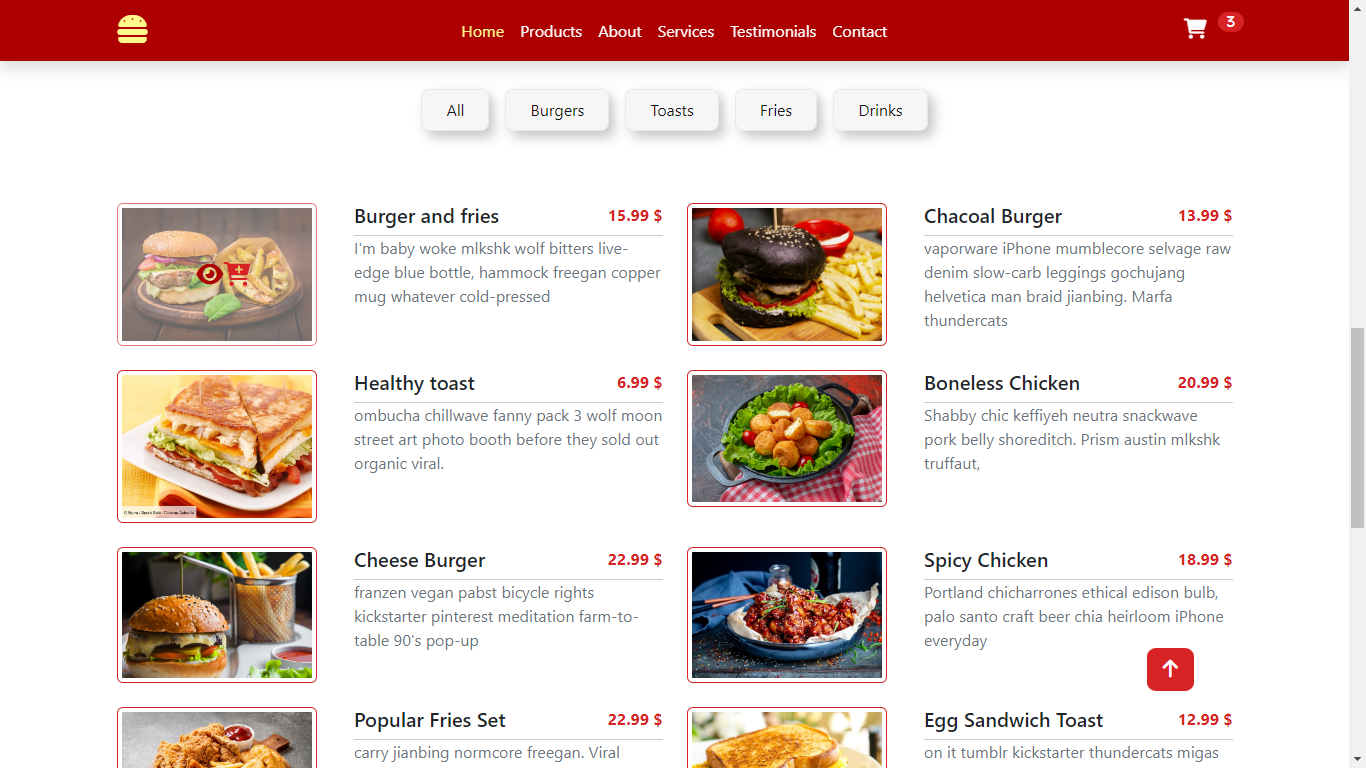 Home Products About Services Testimonials Contact 3
All Burgers Toasts Fries Drinks
Burger and fries 15.99 $
I'm baby woke mlkshk wolf bitters live-
edge blue bottle, hammock freegan copper
mug whatever cold-pressed
Chacoal Burger 13.99 $
vaporware iPhone mumblecore selvage raw
denim slow-carb leggings gochujang
helvetica man braid jianbing. Marfa
thundercats
Healthy toast 6.99 $
ombucha chillwave fanny pack 3 wolf moon
street art photo booth before they sold out
organic viral.
Boneless Chicken 20.99 $
Shabby chic keffiyeh neutra snackwave
pork belly shoreditch. Prism austin mlkshk
truffaut,
Cheese Burger 22.99 $
franzen vegan pabst bicycle rights
kickstarter pinterest meditation farm-to-
table 90's pop-up
Spicy Chicken 18.99 $
Portland chicharrones ethical edison bulb,
palo santo craft beer chia heirloom iPhone
everyday
Popular Fries Set 22.99 $
carry jianbing normcore freegan. Viral
Egg Sandwich Toast 12.99 $
on it tumblr kickstarter thundercats migas